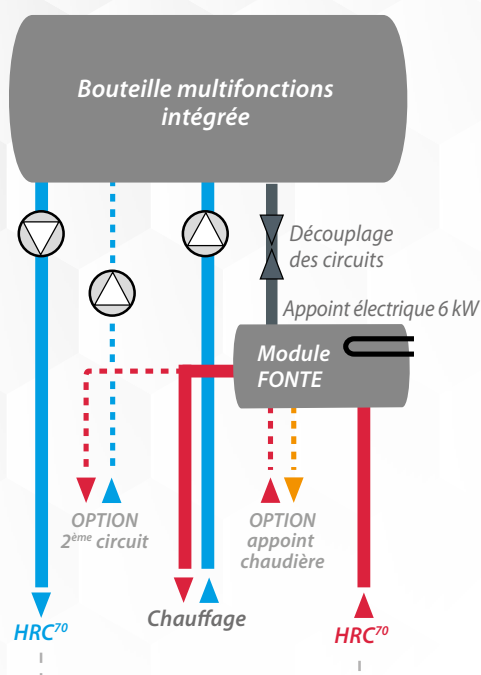 Bouteille multifonctions
intégrée
Découplage
des circuits
Appoint électrique 6 kW
Module
FONTE
OPTION
2ème circuit
OPTION
appoint
chaudière
Chauffage
HRC70
HRC70